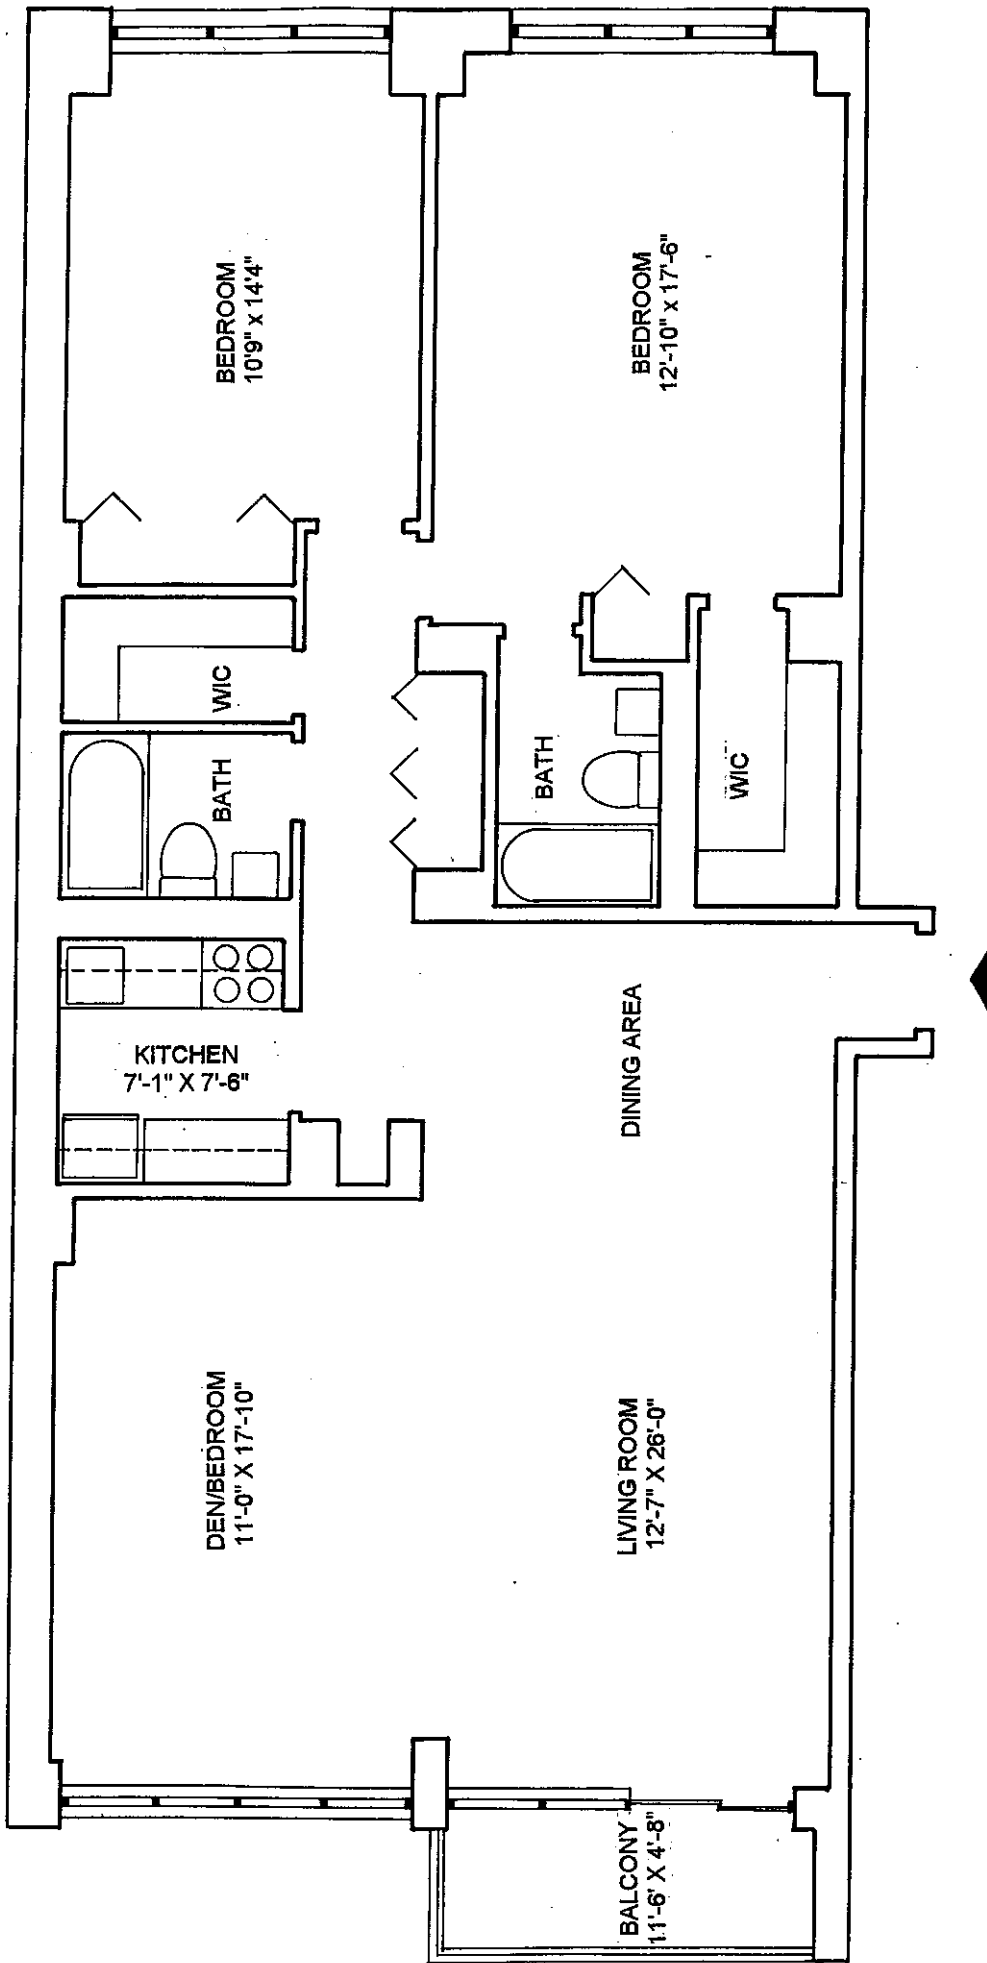 BEDROOM
10'9" x 14'4"
BEDROOM
12'-10" x 17'-6"
WIC
BATH
BATH
WIC
KITCHEN
7'-1" X 7'-6"
DINING AREA
DEN/BEDROOM
11'-0" X 17'-10"
LIVING ROOM
12'-7" X 26'-0"
BALCONY
11'-6' X 4'-8"